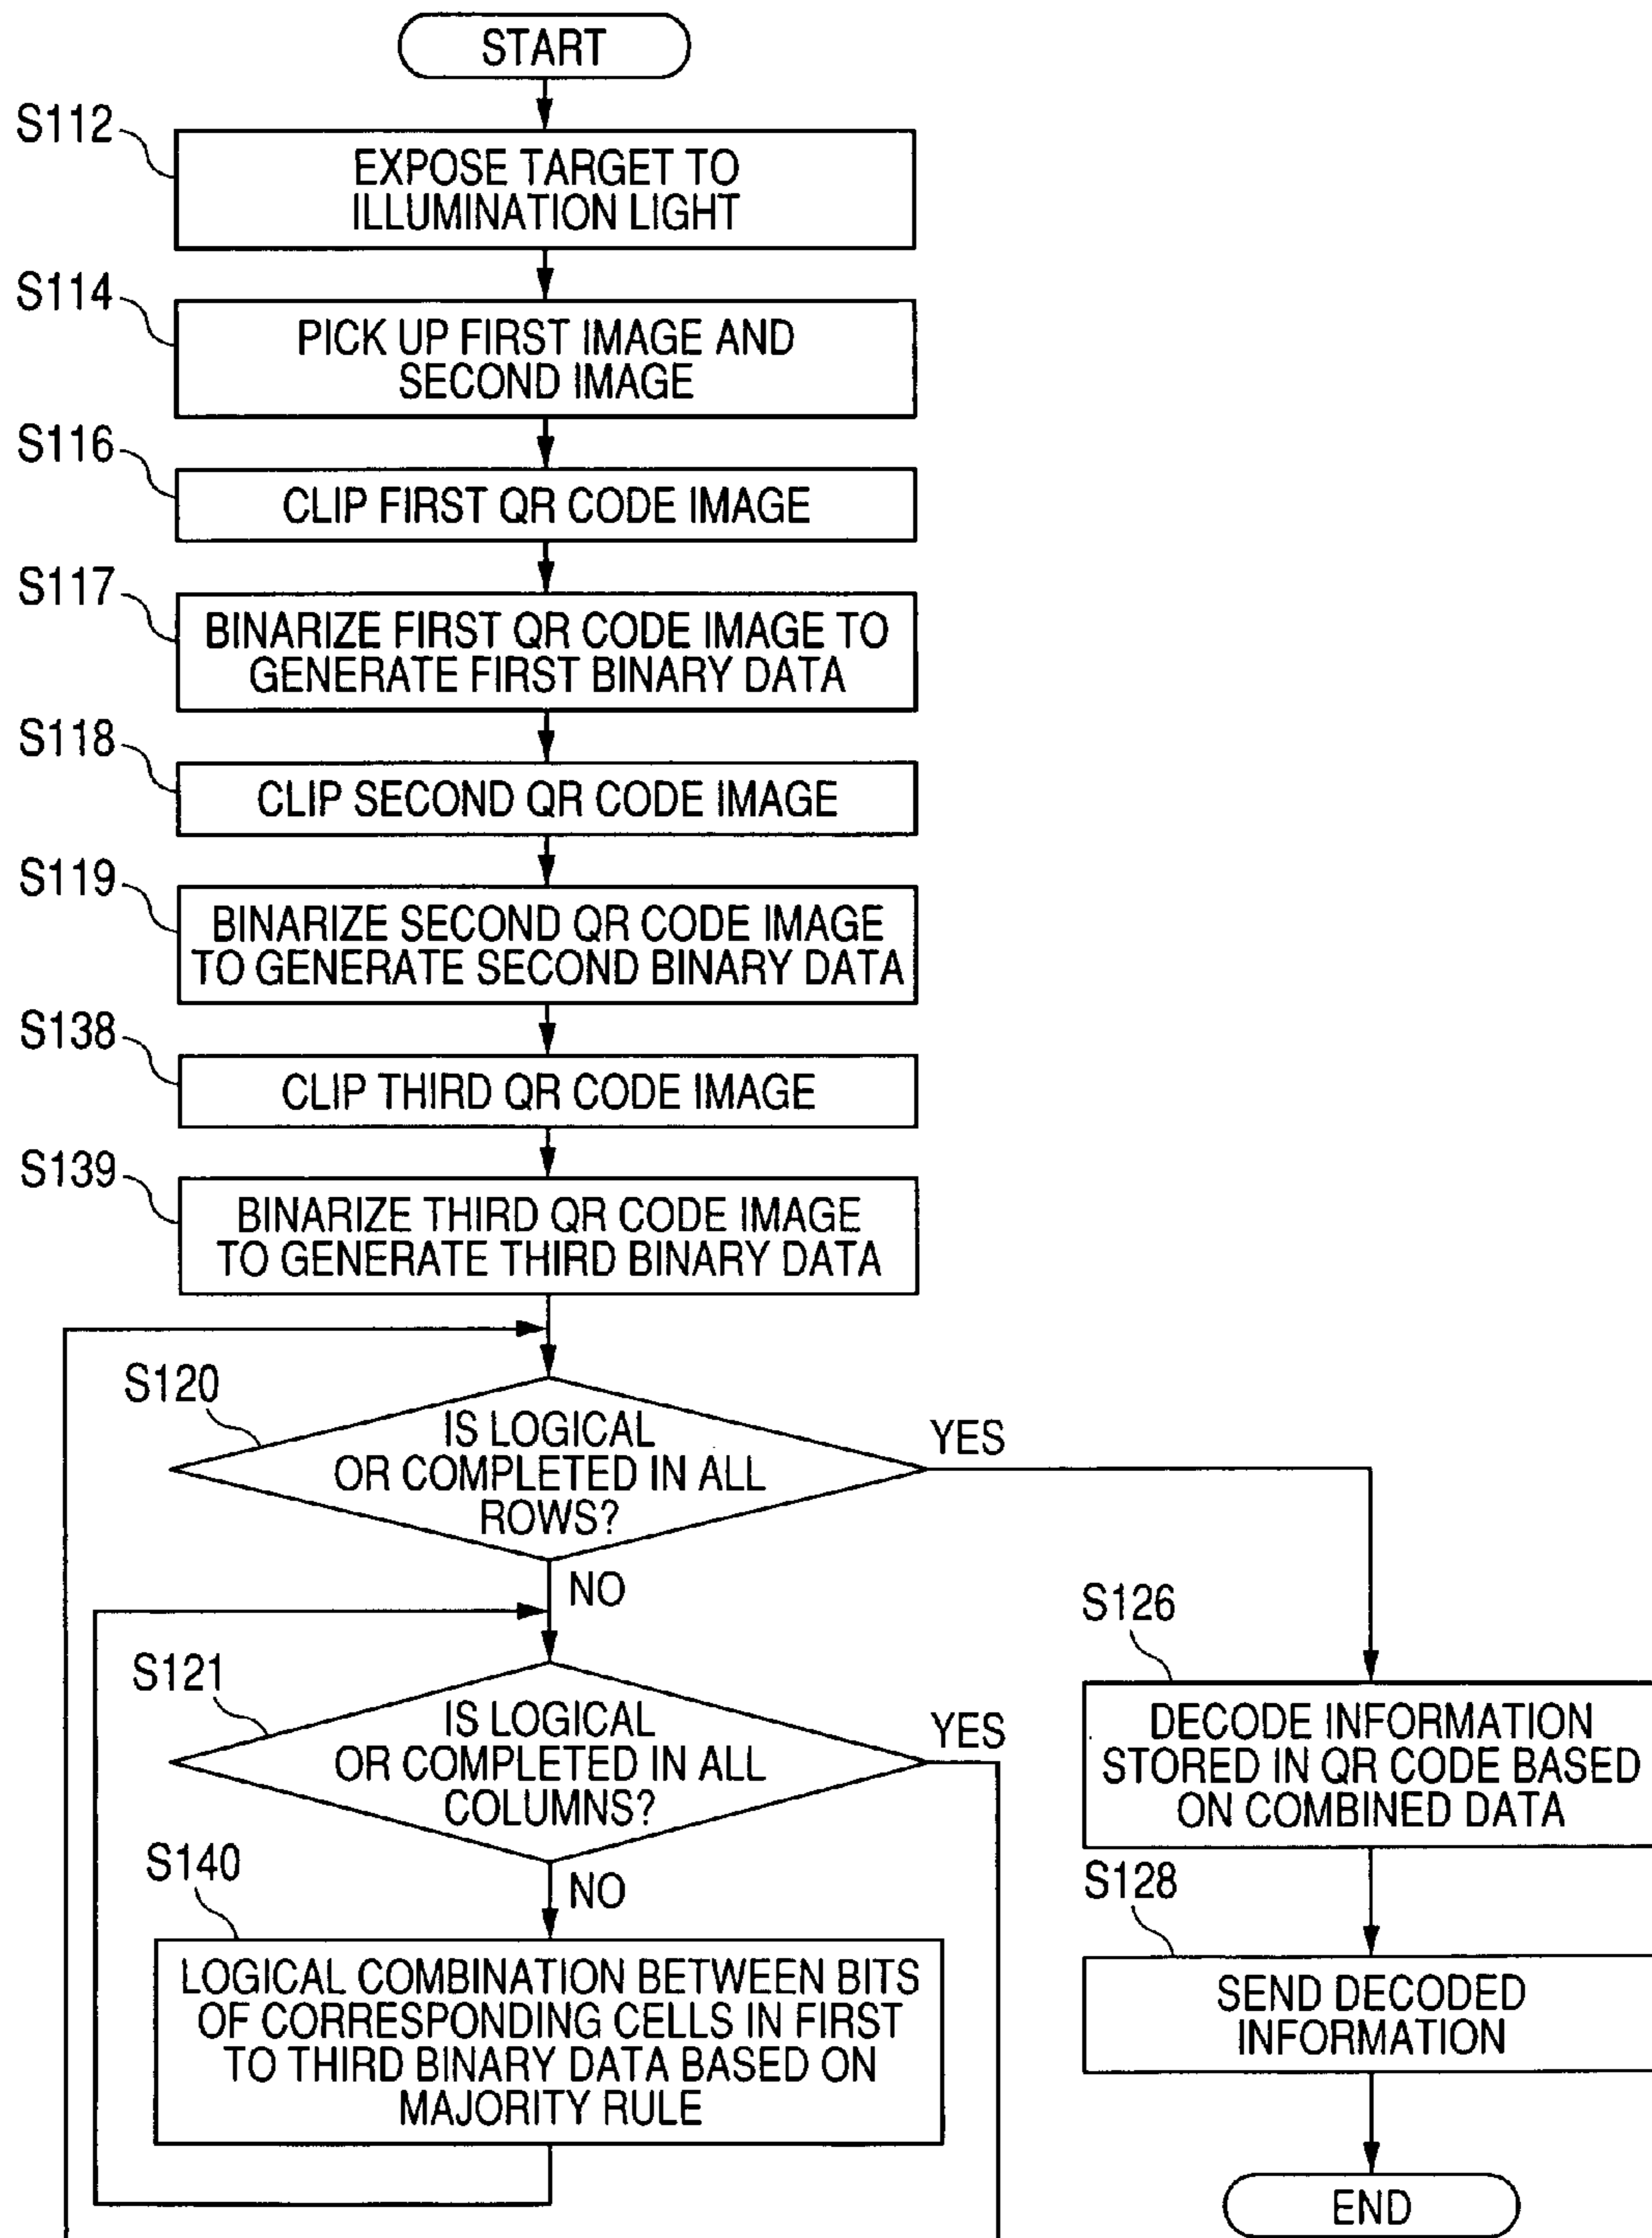 START
S112
EXPOSE TARGET TO
ILLUMINATION LIGHT
S114
PICK UP FIRST IMAGE AND
SECOND IMAGE
S116
CLIP FIRST QR CODE IMAGE
S117
BINARIZE FIRST QR CODE IMAGE TO
GENERATE FIRST BINARY DATA
S118
CLIP SECOND QR CODE IMAGE
S119
BINARIZE SECOND QR CODE IMAGE
TO GENERATE SECOND BINARY DATA
S138
CLIP THIRD QR CODE IMAGE
S139
BINARIZE THIRD QR CODE IMAGE
TO GENERATE THIRD BINARY DATA
S120
IS LOGICAL
OR COMPLETED IN ALL
ROWS?
YES
NO
S121
IS LOGICAL
OR COMPLETED IN ALL
COLUMNS?
YES
NO
S140
LOGICAL COMBINATION BETWEEN BITS
OF CORRESPONDING CELLS IN FIRST
TO THIRD BINARY DATA BASED ON
MAJORITY RULE
S126
DECODE INFORMATION
STORED IN QR CODE BASED
ON COMBINED DATA
S128
SEND DECODED
INFORMATION
END